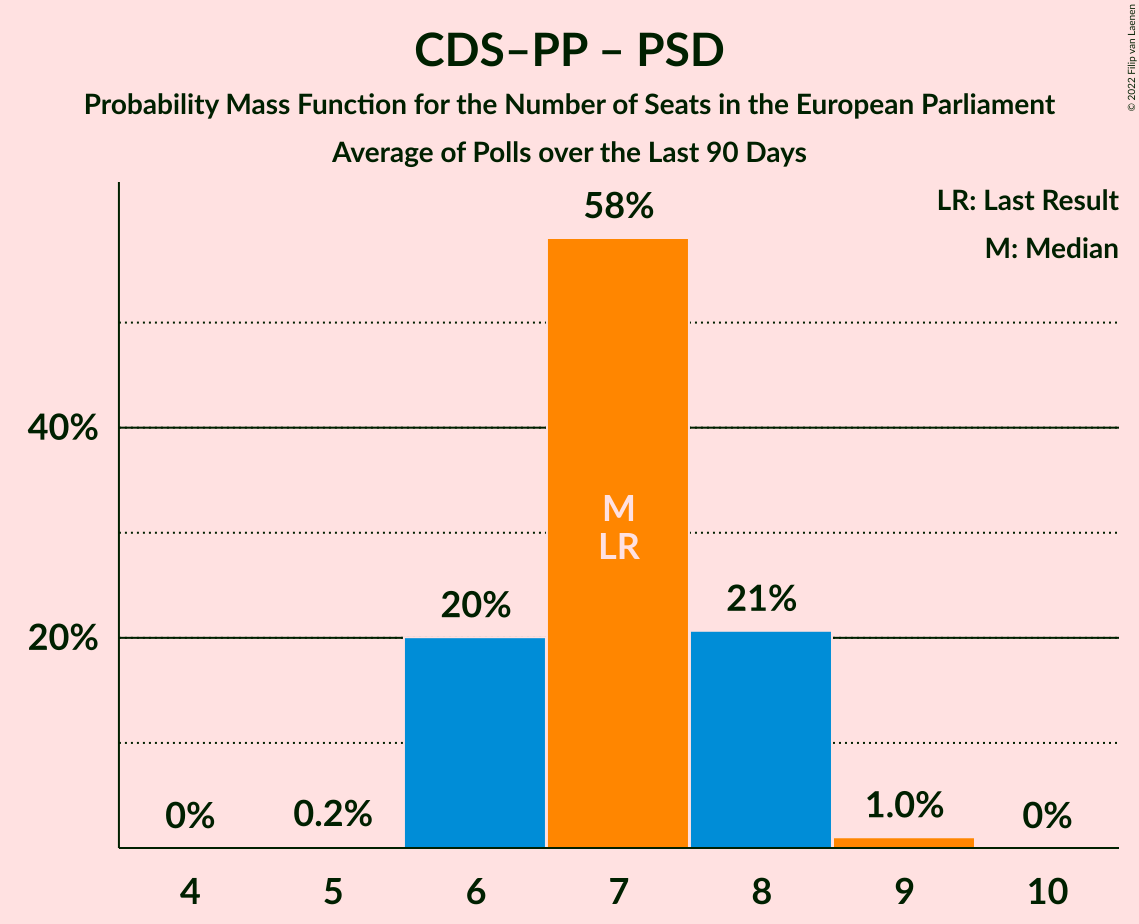 CDS–PP – PSD
Probability Mass Function for the Number of Seats in the European Parliament
Average of Polls over the Last 90 Days
© 2022 Filip van Laenen
LR: Last Result
M: Median
58%
40%
M
LR
20%
21%
20%
0%
0.2%
1.0%
0%
4
5
6
7
8
9
10